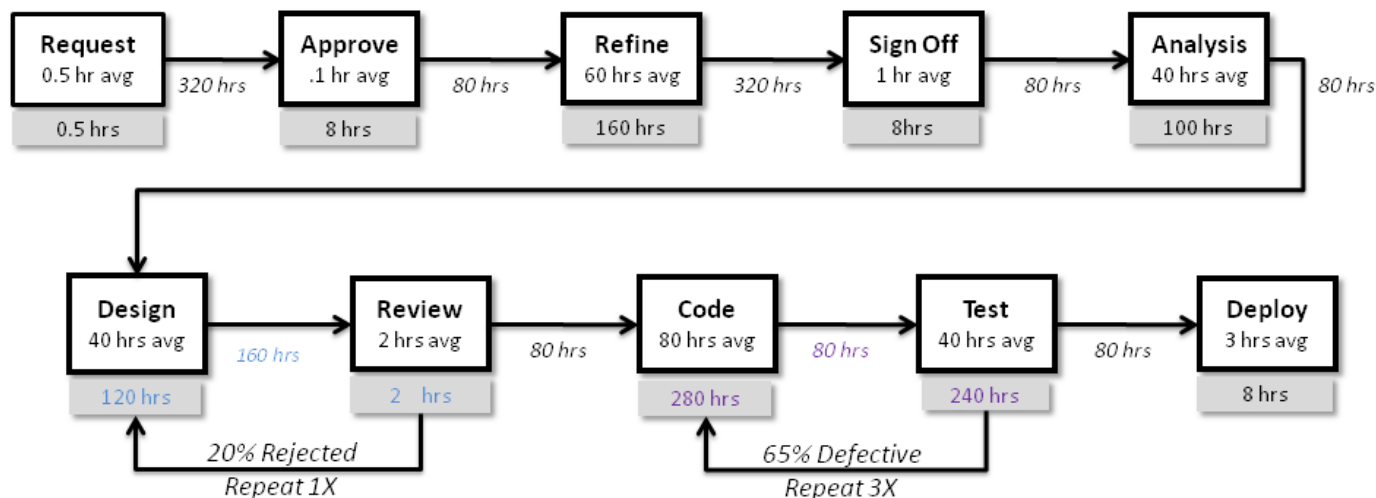 Request
0.5 hr avg
0.5 hrs
320 hrs
Approve
.1 hr avg
8 hrs
80 hrs
Refine
60 hrs avg
160 hrs
320 hrs
Sign Off
1 hr avg
8hrs
80 hrs
Analysis
40 hrs avg
100 hrs
80 hrs
Design
40 hrs avg
120 hrs
160 hrs
Review
2 hrs avg
2 hrs
80 hrs
Code
80 hrs avg
280 hrs
80 hrs
Test
40 hrs avg
240 hrs
80 hrs
Deploy
3 hrs avg
8 hrs
20% Rejected
Repeat 1X
65% Defective
Repeat 3X